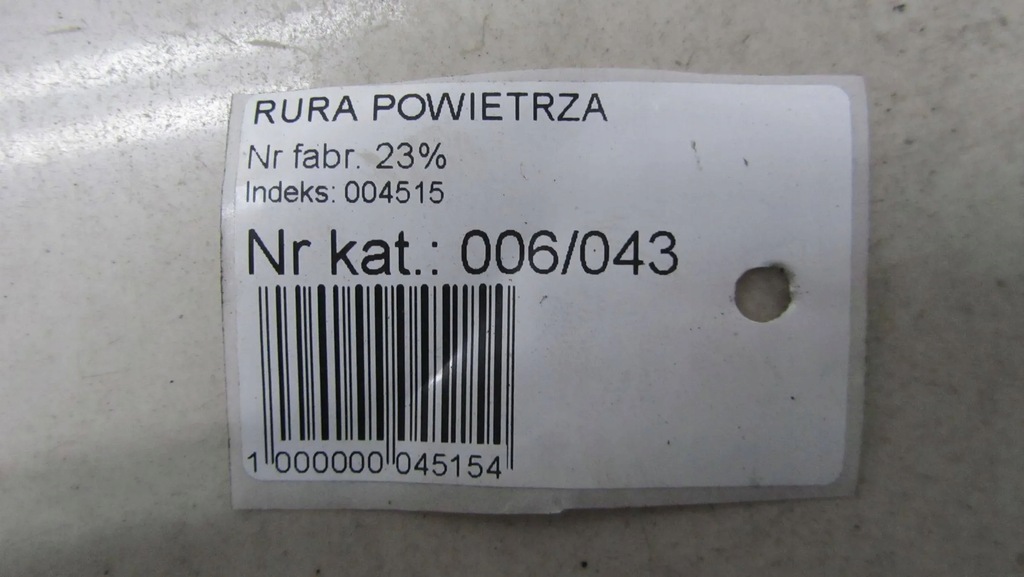 RURA POWIETRZA
Nr fabr. 23%
Indeks: 004515
Nr kat.: 006/043
1 000000 045154